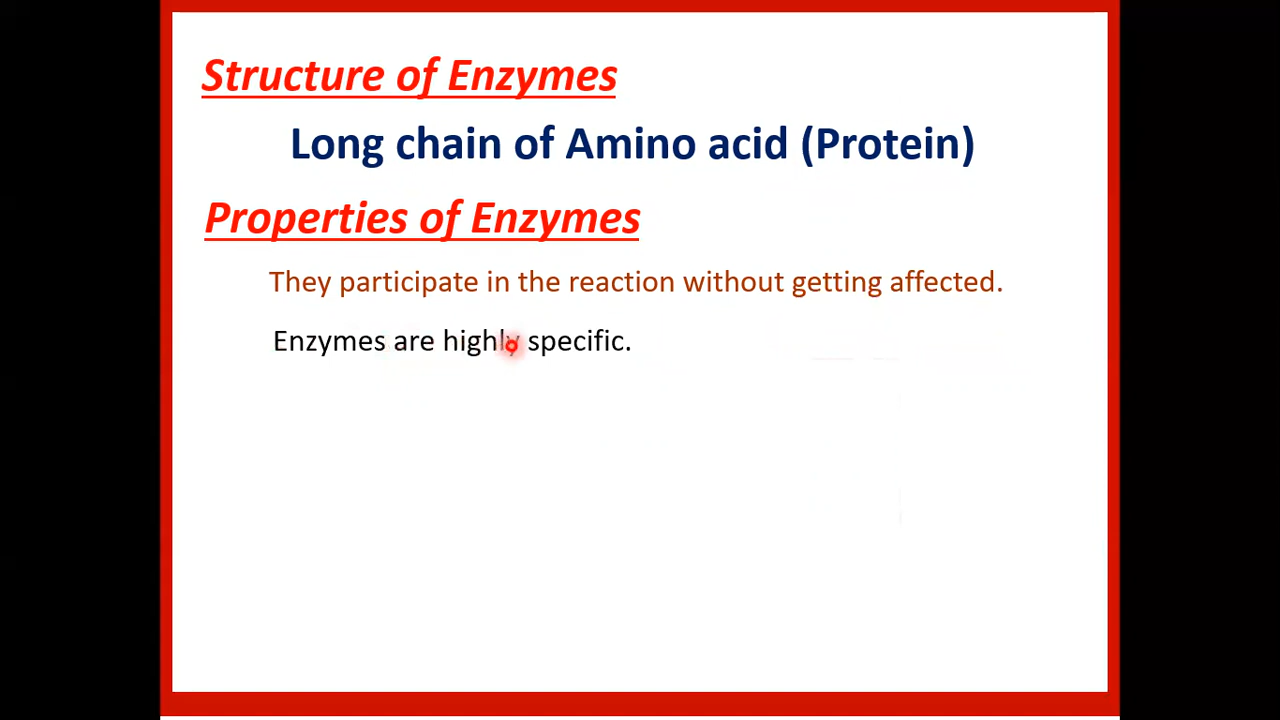 Structure of Enzymes
Long chain of Amino acid (Protein)
Properties of Enzymes
They participate in the reaction without getting affected.
Enzymes are highly specific.